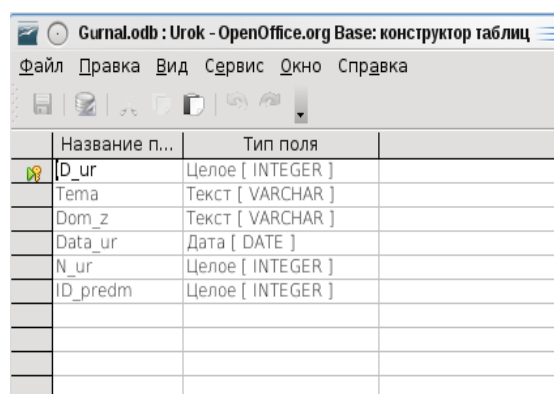 Gurnal.odb : Urok - OpenOffice.org Base: конструктор таблиц
Файл Правка Вид Сервис Окно Справка
Название п... Тип поля
D_ur Целое [ INTEGER ]
Tema Текст [ VARCHAR ]
Dom_z Текст [ VARCHAR ]
Data_ur Дата [ DATE ]
N_ur Целое [ INTEGER ]
ID_predm Целое [ INTEGER ]